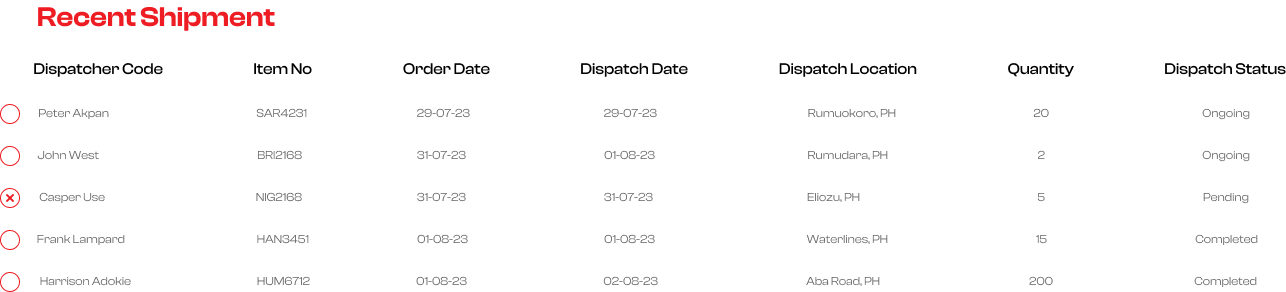 Recent Shipment
Dispatcher Code Item No Order Date Dispatch Date Dispatch Location Quantity Dispatch Status
Peter Akpan SAR4231 29-07-23 29-07-23 Rumuokoro, PH 20 Ongoing
John West BRI2168 31-07-23 01-08-23 Rumudara, PH 2 Ongoing
Casper Use NIG2168 31-07-23 31-07-23 Eliozu, PH 5 Pending
Frank Lampard HAN3451 01-08-23 01-08-23 Waterlines, PH 15 Completed
Harrison Adokie HUM6712 01-08-23 02-08-23 Aba Road, PH 200 Completed